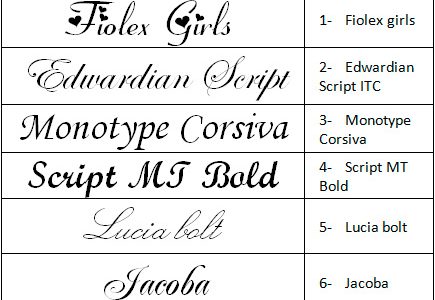 Fiolex Girls
1- Fiolex girls
Edwardian Script
2- Edwardian
Script ITC
Monotype Corsiva
3- Monotype
Corsiva
Script MT Bold
4- Script MT
Bold
Lucia bolt
5- Lucia bolt
Jacoba
6- Jacoba